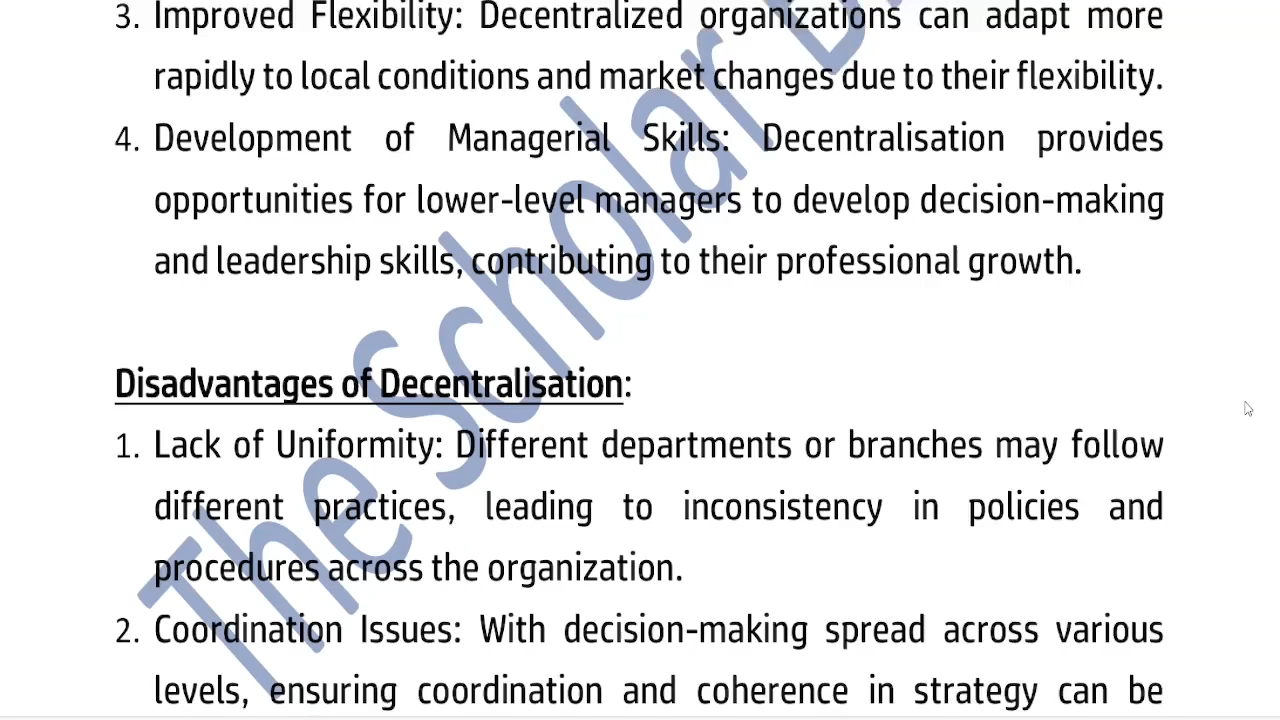 3. Improved Flexibility: Decentralized organizations can adapt more
rapidly to local conditions and market changes due to their flexibility.
4. Development of Managerial Skills: Decentralisation provides
opportunities for lower-level managers to develop decision-making
and leadership skills, contributing to their professional growth.
Disadvantages of Decentralisation:
1. Lack of Uniformity: Different departments or branches may follow
different practices, leading to inconsistency in policies and
procedures across the organization.
2. Coordination Issues: With decision-making spread across various
levels, ensuring coordination and coherence in strategy can be
The Scholar